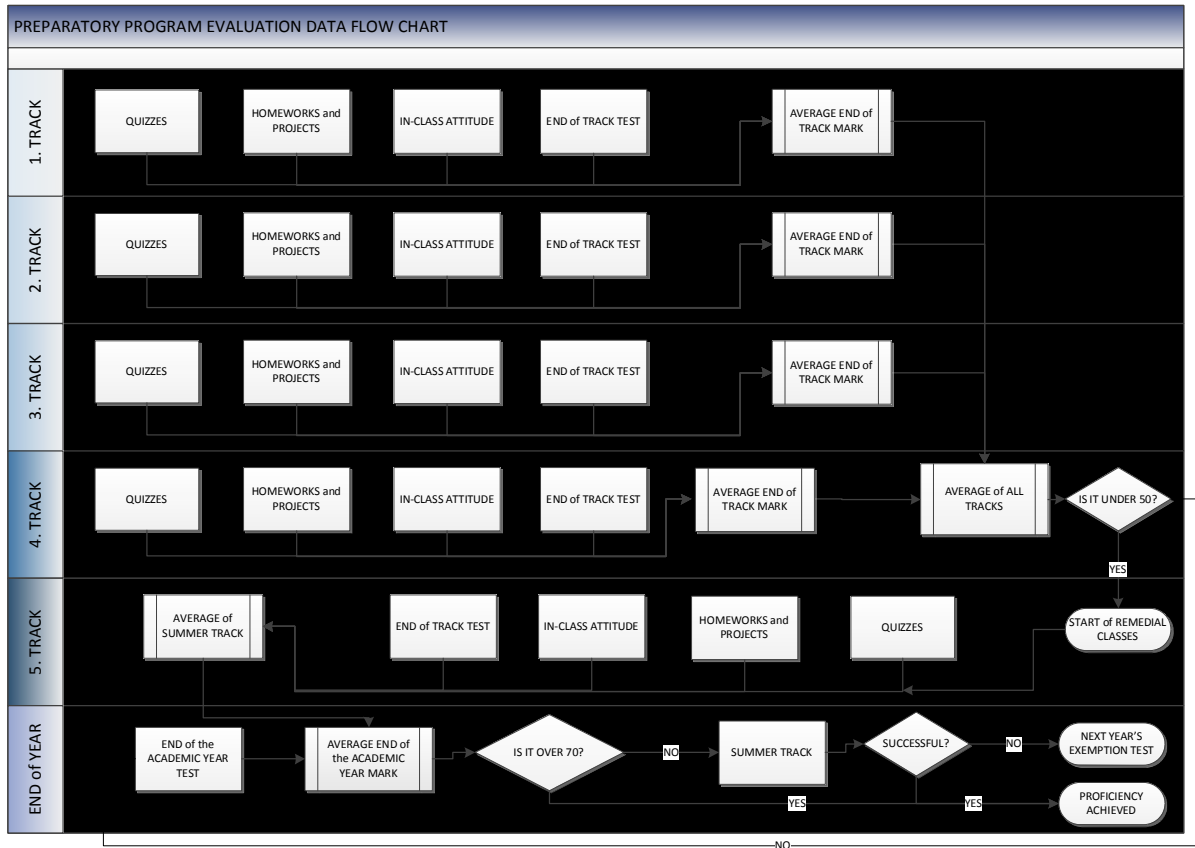 PREPARATORY PROGRAM EVALUATION DATA FLOW CHART
1. TRACK
QUIZZES
HOMEWORKS and
PROJECTS
IN-CLASS ATTITUDE
END of TRACK TEST
AVERAGE END of
TRACK MARK
2. TRACK
QUIZZES
HOMEWORKS and
PROJECTS
IN-CLASS ATTITUDE
END of TRACK TEST
AVERAGE END of
TRACK MARK
3. TRACK
QUIZZES
HOMEWORKS and
PROJECTS
IN-CLASS ATTITUDE
END of TRACK TEST
AVERAGE END of
TRACK MARK
4. TRACK
QUIZZES
HOMEWORKS and
PROJECTS
IN-CLASS ATTITUDE
END of TRACK TEST
AVERAGE END of
TRACK MARK
AVERAGE of ALL
TRACKS
IS IT UNDER 50?
YES
5. TRACK
AVERAGE of
SUMMER TRACK
END of TRACK TEST
IN-CLASS ATTITUDE
HOMEWORKS and
PROJECTS
QUIZZES
START of REMEDIAL
CLASSES
END of YEAR
END of the
ACADEMIC YEAR
TEST
AVERAGE END of
the ACADEMIC
YEAR MARK
IS IT OVER 70?
NO
SUMMER TRACK
SUCCESSFUL?
NO
NEXT YEAR'S
EXEMPTION TEST
YES
YES
PROFICIENCY
ACHIEVED
NO